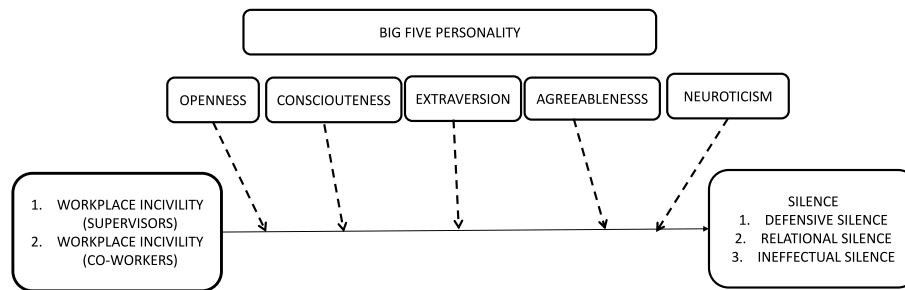 BIG FIVE PERSONALITY
OPENNESS
CONSCIOUTENESS
EXTRAVERSION
AGREEABLENESSS
NEUROTICISM
1. WORKPLACE INCIVILITY
(SUPERVISORS)
2. WORKPLACE INCIVILITY
(CO-WORKERS)
SILENCE
1. DEFENSIVE SILENCE
2. RELATIONAL SILENCE
3. INEFFECTUAL SILENCE